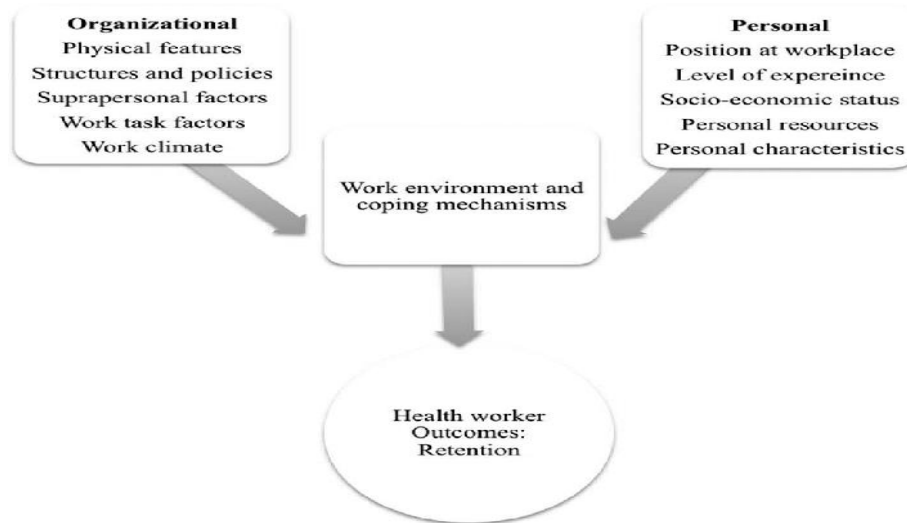 Organizational
Physical features
Structures and policies
Suprapersonal factors
Work task factors
Work climate
Personal
Position at workplace
Level of expereince
Socio-economic status
Personal resources
Personal characteristics
Work environment and
coping mechanisms
Health worker
Outcomes:
Retention